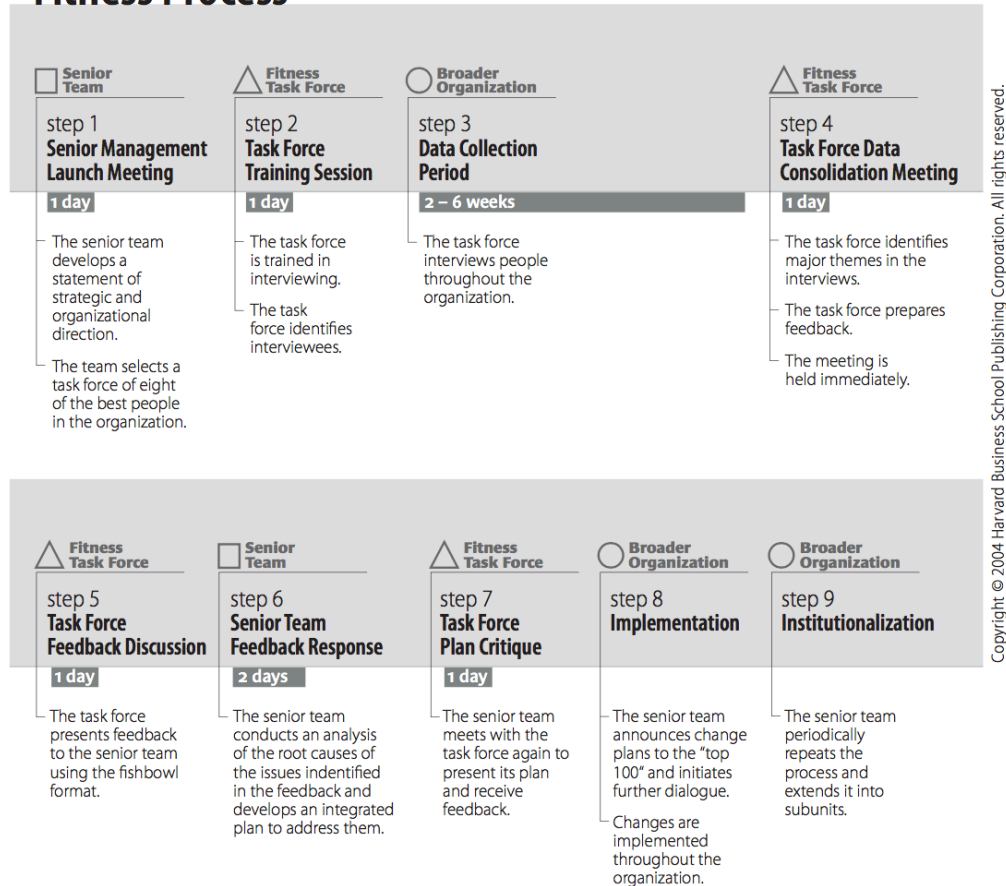 Fitness Process
Senior
Team
step 1
Senior Management
Launch Meeting
1 day
The senior team
develops a
statement of
strategic and
organizational
direction.
The team selects a
task force of eight
of the best people
in the organization.
Fitness
Task Force
step 2
Task Force
Training Session
1 day
The task force
is trained in
interviewing.
The task
force identifies
interviewees.
Broader
Organization
step 3
Data Collection
Period
2 – 6 weeks
The task force
interviews people
throughout the
organization.
Fitness
Task Force
step 4
Task Force Data
Consolidation Meeting
1 day
The task force identifies
major themes in the
interviews.
The task force prepares
feedback.
The meeting is
held immediately.
Fitness
Task Force
step 5
Task Force
Feedback Discussion
1 day
The task force
presents feedback
to the senior team
using the fishbowl
format.
Senior
Team
step 6
Senior Team
Feedback Response
2 days
The senior team
conducts an analysis
of the root causes of
the issues indentified
in the feedback and
develops an integrated
plan to address them.
Fitness
Task Force
step 7
Task Force
Plan Critique
1 day
The senior team
meets with the
task force again to
present its plan
and receive
feedback.
Broader
Organization
step 8
Implementation
The senior team
announces change
plans to the “top
100” and initiates
further dialogue.
Changes are
implemented
throughout the
organization.
Broader
Organization
step 9
Institutionalization
The senior team
periodically
repeats the
process and
extends it into
subunits.
Copyright © 2004 Harvard Business School Publishing Corporation. All rights reserved.